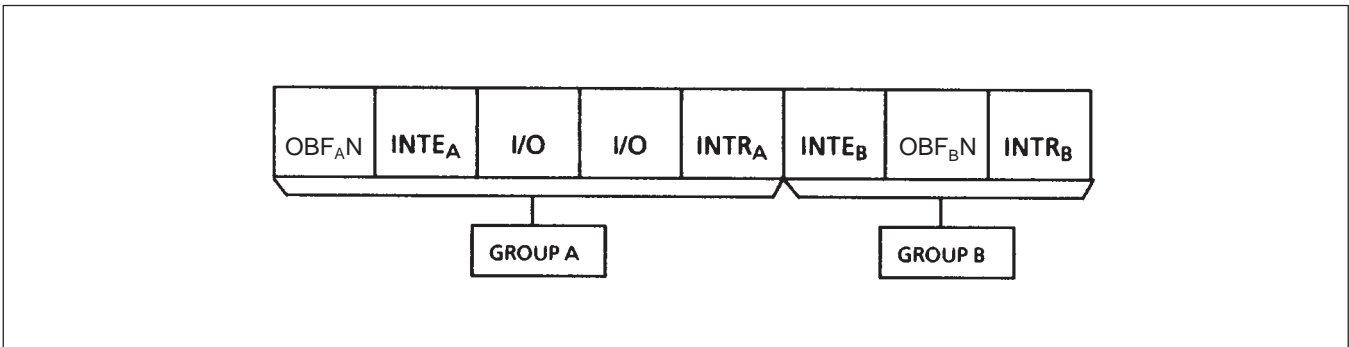 OBF_AN INTE_A I/O I/O INTR_A INTE_B OBF_BN INTR_B
GROUP A GROUP B